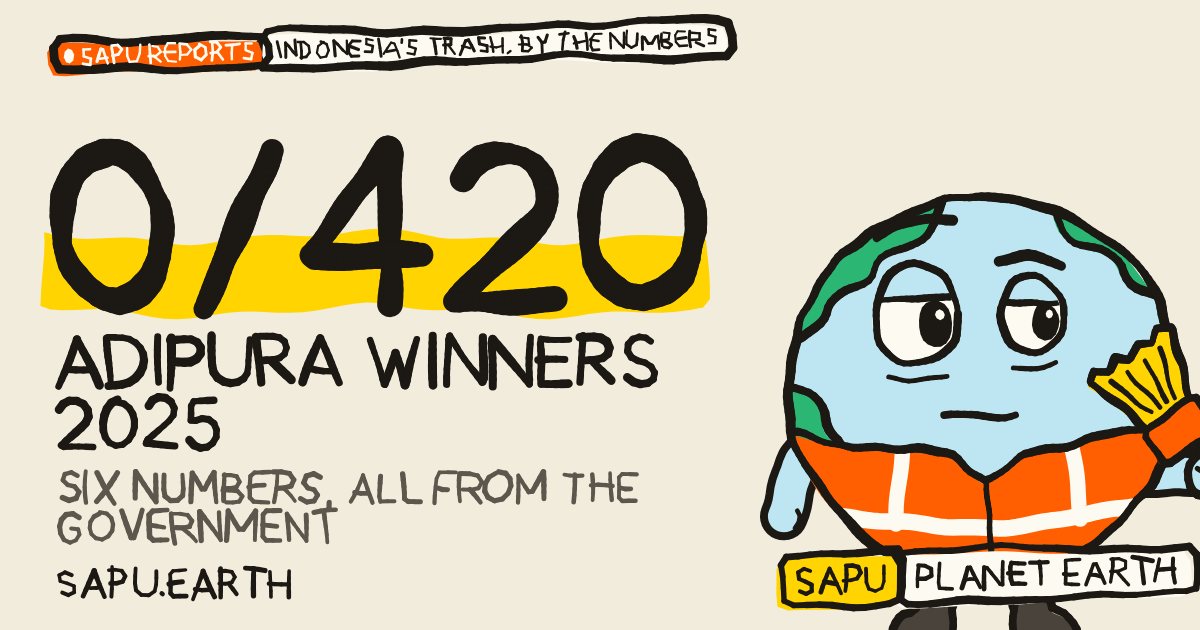 SAPU REPORTS INDONESIA'S TRASH, BY THE NUMBERS
0/420
ADIPURA WINNERS
2025
SIX NUMBERS, ALL FROM THE
GOVERNMENT
SAPU.EARTH
SAPU PLANET EARTH